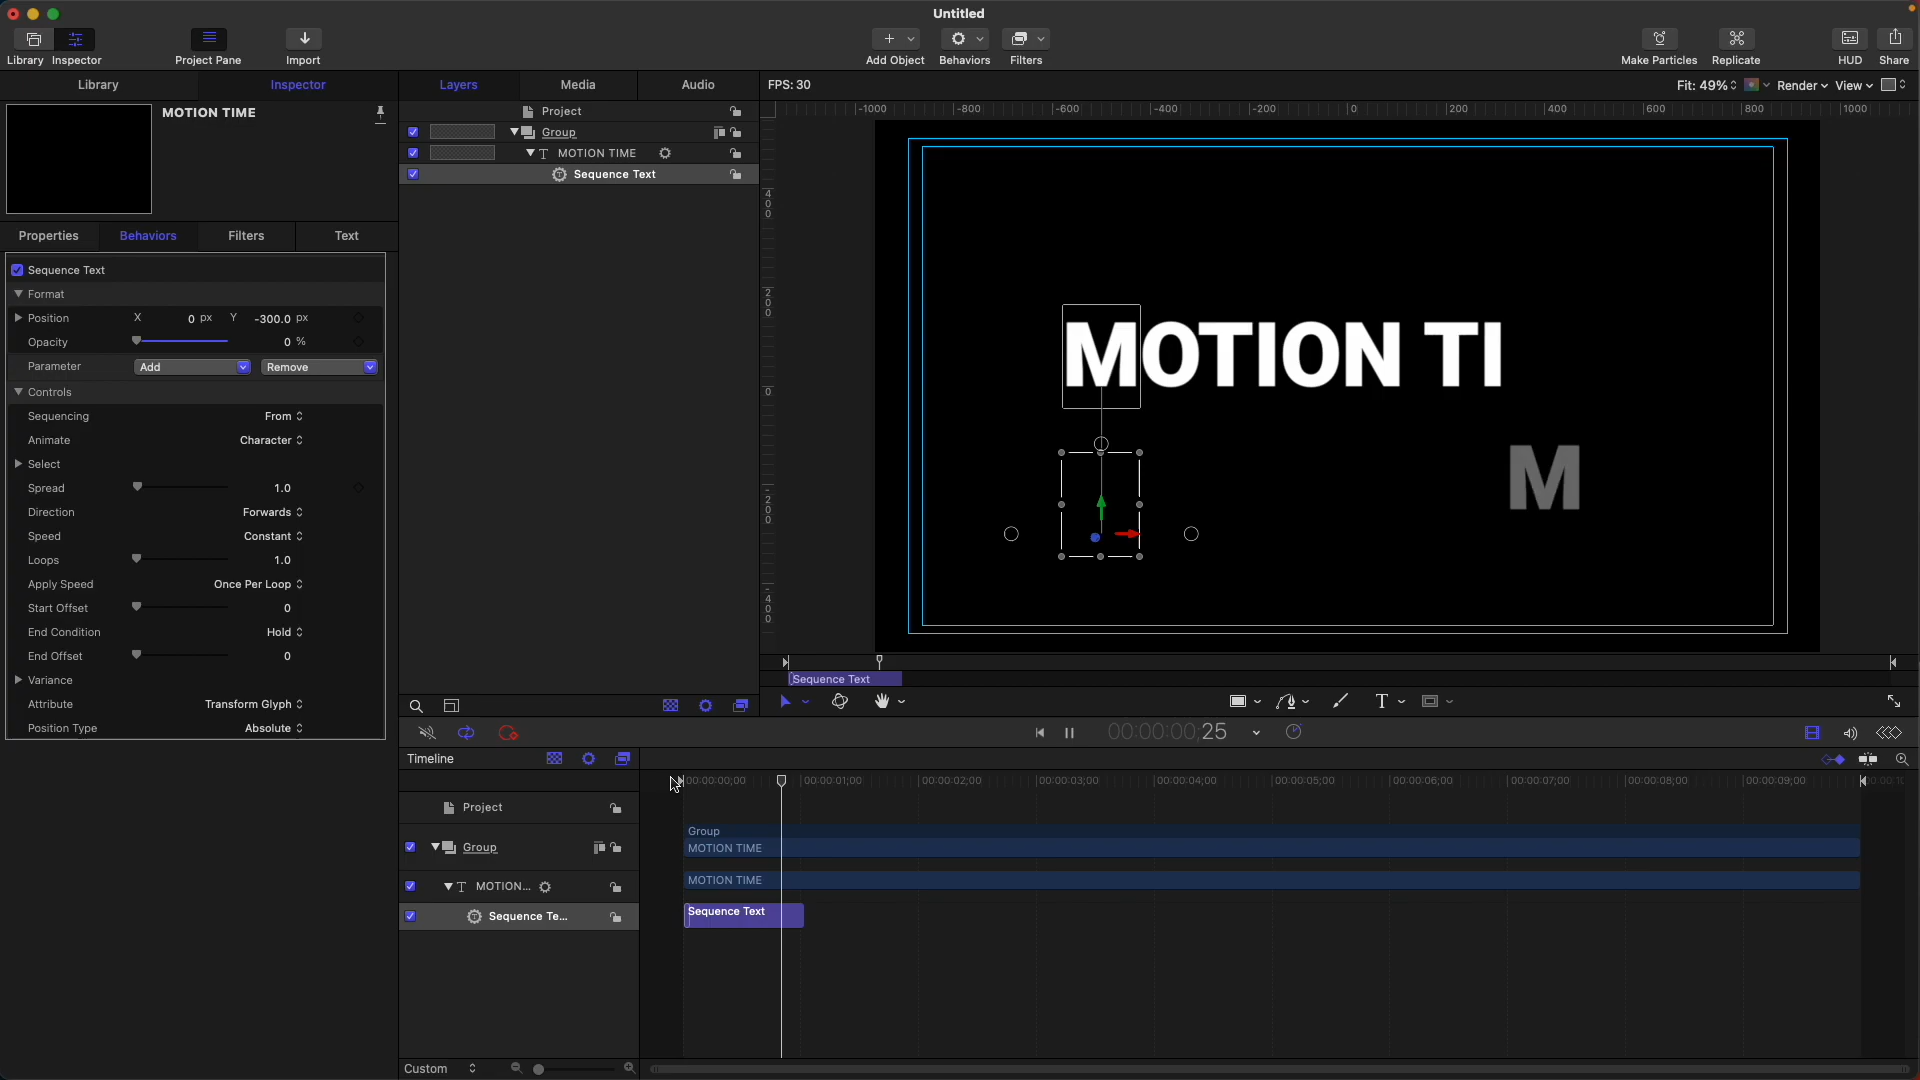 Untitled
Library Inspector
Project Pane
Import
Add Object
Behaviors
Filters
Make Particles
Replicate
HUD
Share
Library
Inspector
Layers
Media
Audio
FPS: 30
Fit: 49%
Render
View
MOTION TIME
Project
Group
MOTION TIME
Sequence Text
-1000 -800 -600 -400 -200 0 200 400 600 800 1000
400
200
0
-200
-400
Properties
Behaviors
Filters
Text
Sequence Text
Format
Position X 0 px Y -300.0 px
Opacity 0 %
Parameter Add Remove
Controls
Sequencing From
Animate Character
Select
Spread 1.0
Direction Forwards
Speed Constant
Loops 1.0
Apply Speed Once Per Loop
Start Offset 0
End Condition Hold
End Offset 0
Variance
Attribute Transform Glyph
Position Type Absolute
MOTION TI
M
Sequence Text
T
00:00:00;25
Timeline
00:00:00;00 00:00:01;00 00:00:02;00 00:00:03;00 00:00:04;00 00:00:05;00 00:00:06;00 00:00:07;00 00:00:08;00 00:00:09;00
Project
Group
Group
MOTION TIME
T MOTION...
MOTION TIME
Sequence Te...
Sequence Text
Custom